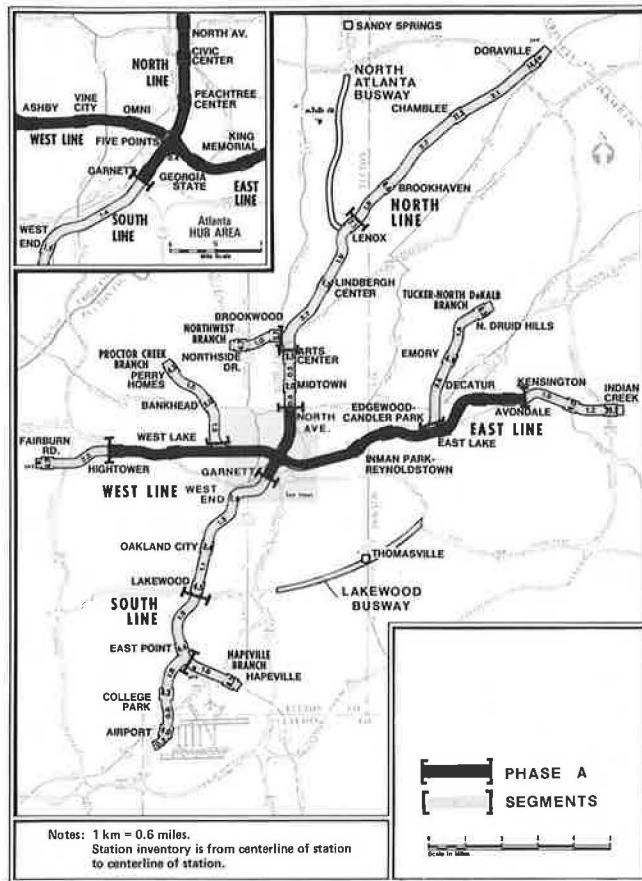 NORTH AV.
CIVIC
CENTER
NORTH
LINE
PEACHTREE
CENTER
VINE
CITY
ASHBY
OMNI
WEST LINE
FIVE POINTS
KING
MEMORIAL
GARNETT
GEORGIA
STATE
EAST
LINE
SOUTH
LINE
WEST
END
Atlanta
HUB AREA
Mile Scale
SANDY SPRINGS
DORAVILLE
NORTH
ATLANTA
BUSWAY
CHAMBLEE
BROOKHAVEN
NORTH
LINE
LENOX
LINDBERGH
CENTER
TUCKER-NORTH DeKALB
BRANCH
N. DRUID HILLS
BROOKWOOD
NORTHWEST
BRANCH
NORTHSIDE
DR.
ARTS
CENTER
EMORY
PROCTOR CREEK
BRANCH
PERRY
HOMES
MIDTOWN
DECATUR
KENSINGTON
INDIAN
CREEK
BANKHEAD
NORTH
AVE.
EDGEWOOD-
CANDLER PARK
AVONDALE
EAST LINE
EAST LAKE
FAIRBURN
RD.
WEST LAKE
HIGHTOWER
INMAN PARK-
REYNOLDSTOWN
WEST LINE
GARNETT
WEST
END
OAKLAND CITY
THOMASVILLE
LAKEWOOD
LAKEWOOD
BUSWAY
SOUTH
LINE
EAST POINT
HAPEVILLE
BRANCH
HAPEVILLE
COLLEGE
PARK
AIRPORT
PHASE A
SEGMENTS
Scale in Miles
Notes: 1 km = 0.6 miles.
Station inventory is from centerline of station
to centerline of station.